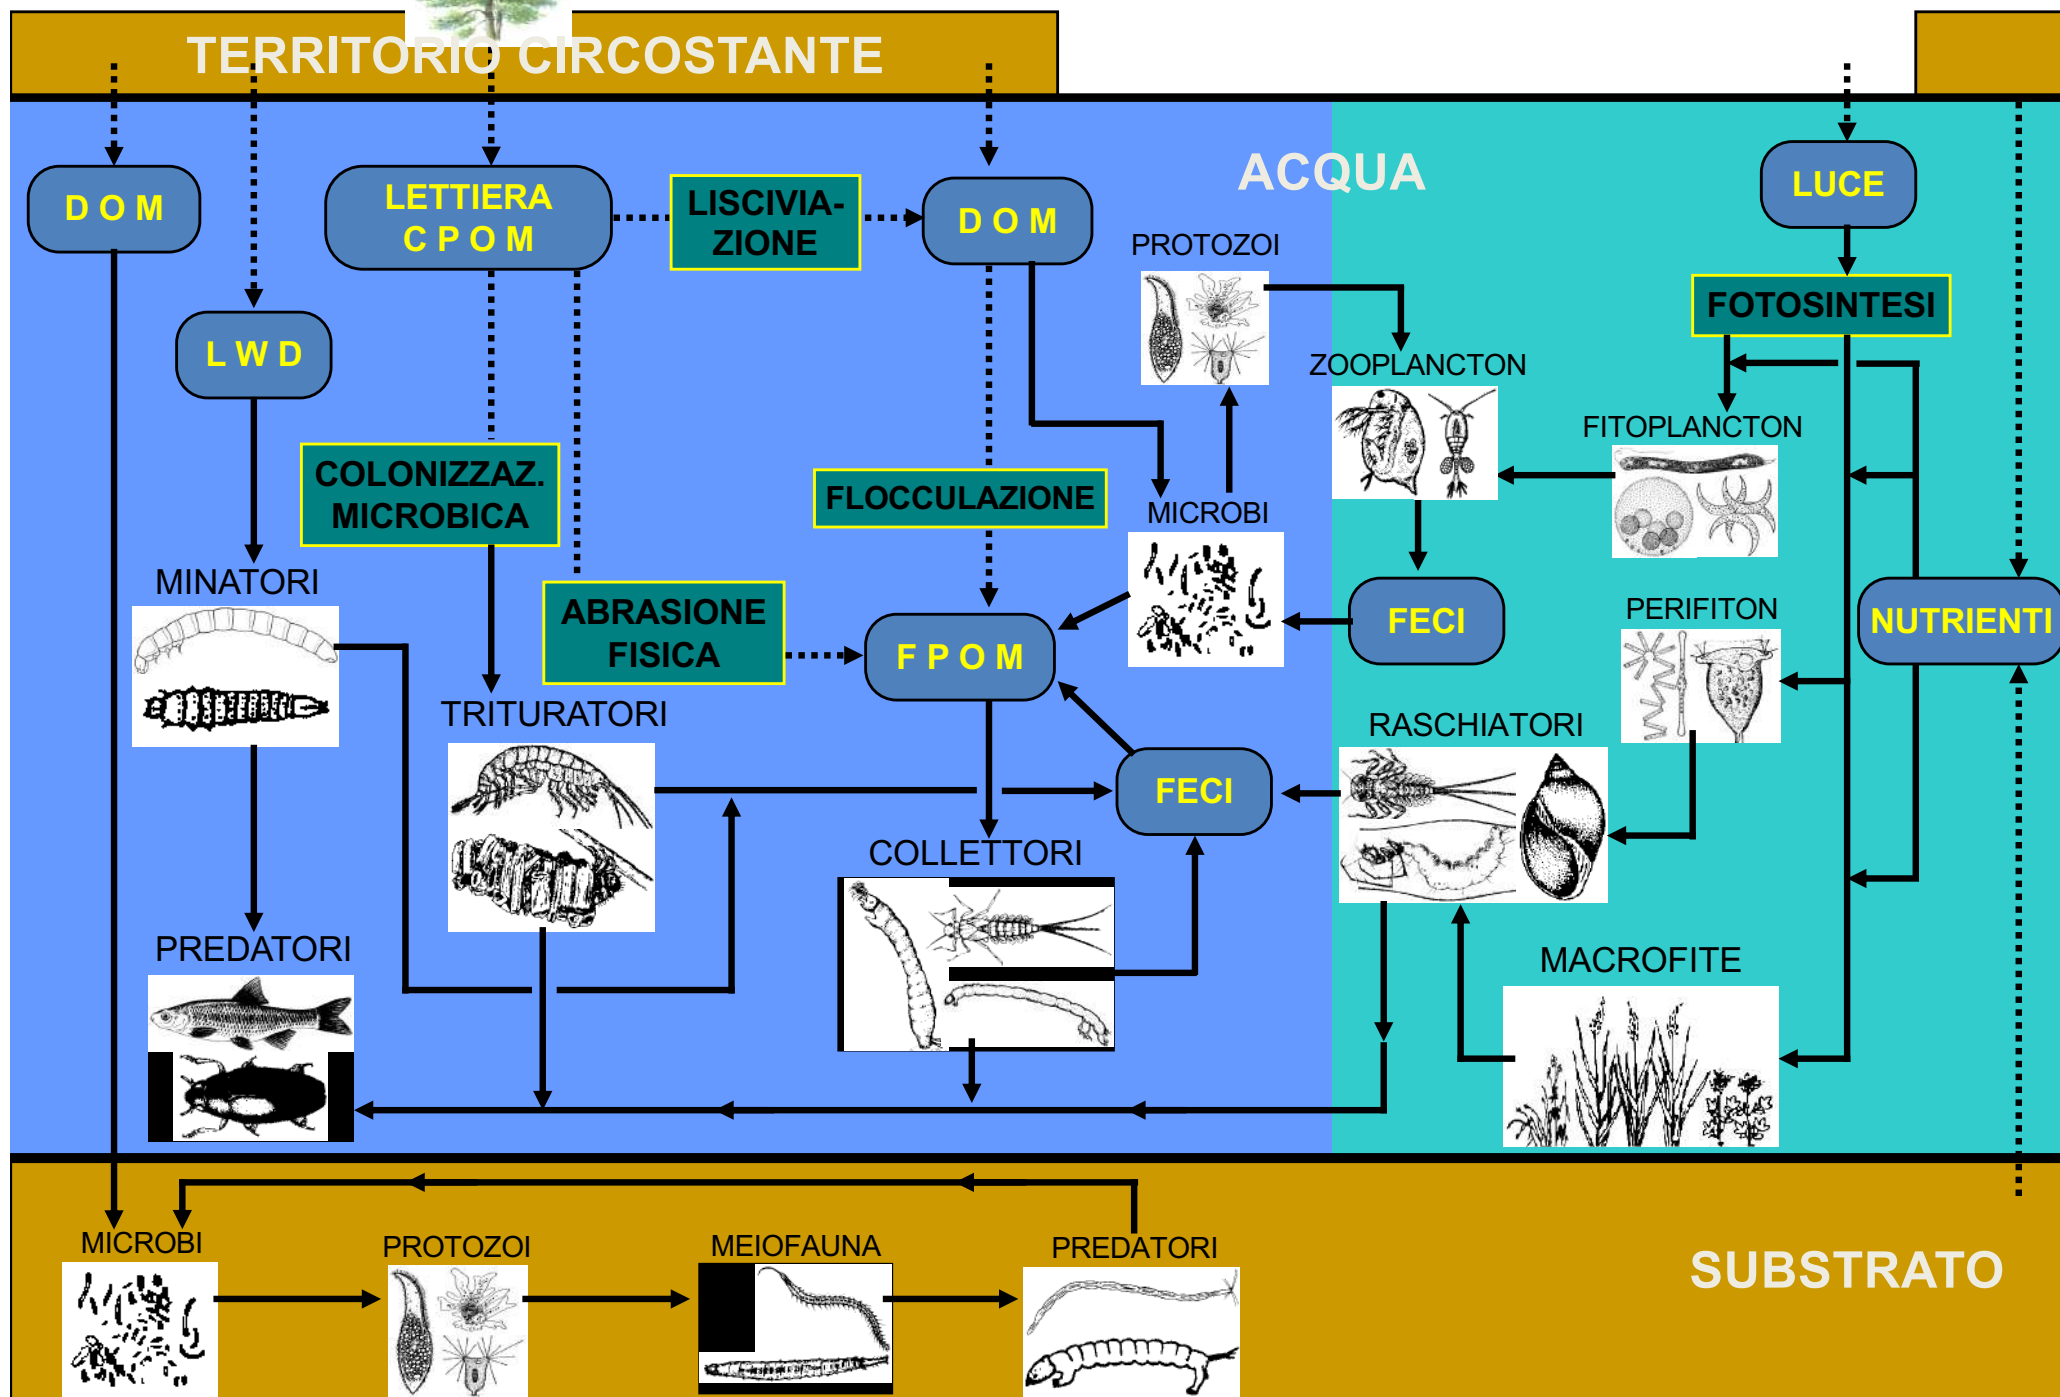 TERRITORIO CIRCOSTANTE
ACQUA
D O M
LETTIERA
C P O M
LISCIVIA-
ZIONE
D O M
LUCE
PROTOZOI
FOTOSINTESI
L W D
ZOOPLANCTON
FITOPLANCTON
COLONIZZAZ.
MICROBICA
FLOCCULAZIONE
MICROBI
MINATORI
ABRASIONE
FISICA
F P O M
FECI
PERIFITON
NUTRIENTI
TRITURATORI
RASCHIATORI
FECI
COLLETTORI
PREDATORI
MACROFITE
MICROBI
PROTOZOI
MEIOFAUNA
PREDATORI
SUBSTRATO